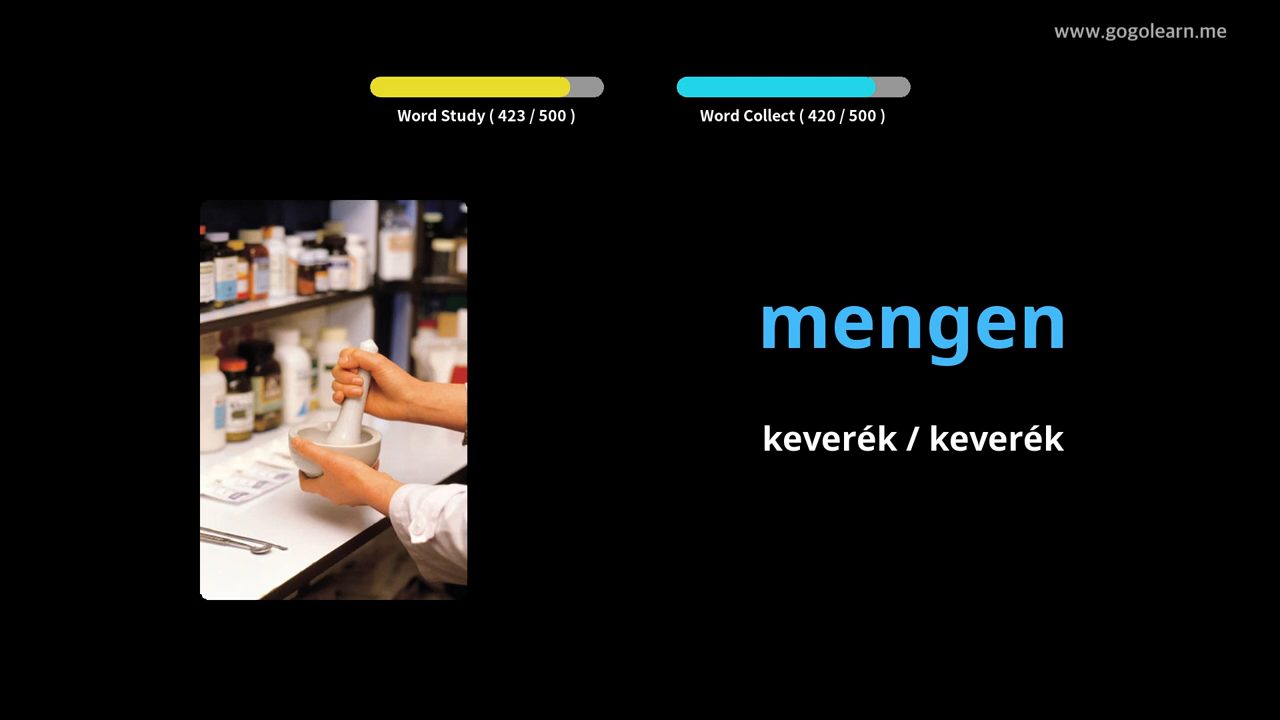 www.gogolearn.me
Word Study ( 423 / 500 )
Word Collect ( 420 / 500 )
mengen
keverék / keverék